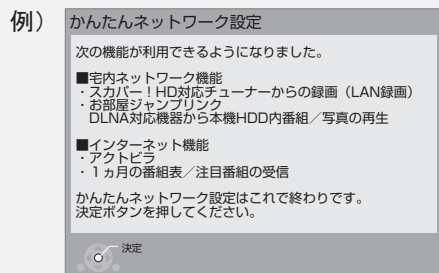 例）
かんたんネットワーク設定
次の機能が利用できるようになりました。
■宅内ネットワーク機能
・スカパー！HD対応チューナーからの録画（LAN録画）
・お部屋ジャンプリンク
DLNA対応機器から本機HDD内番組／写真の再生
■インターネット機能
・アクトビラ
・１ヵ月の番組表／注目番組の受信
かんたんネットワーク設定はこれで終わりです。
決定ボタンを押してください。
決定